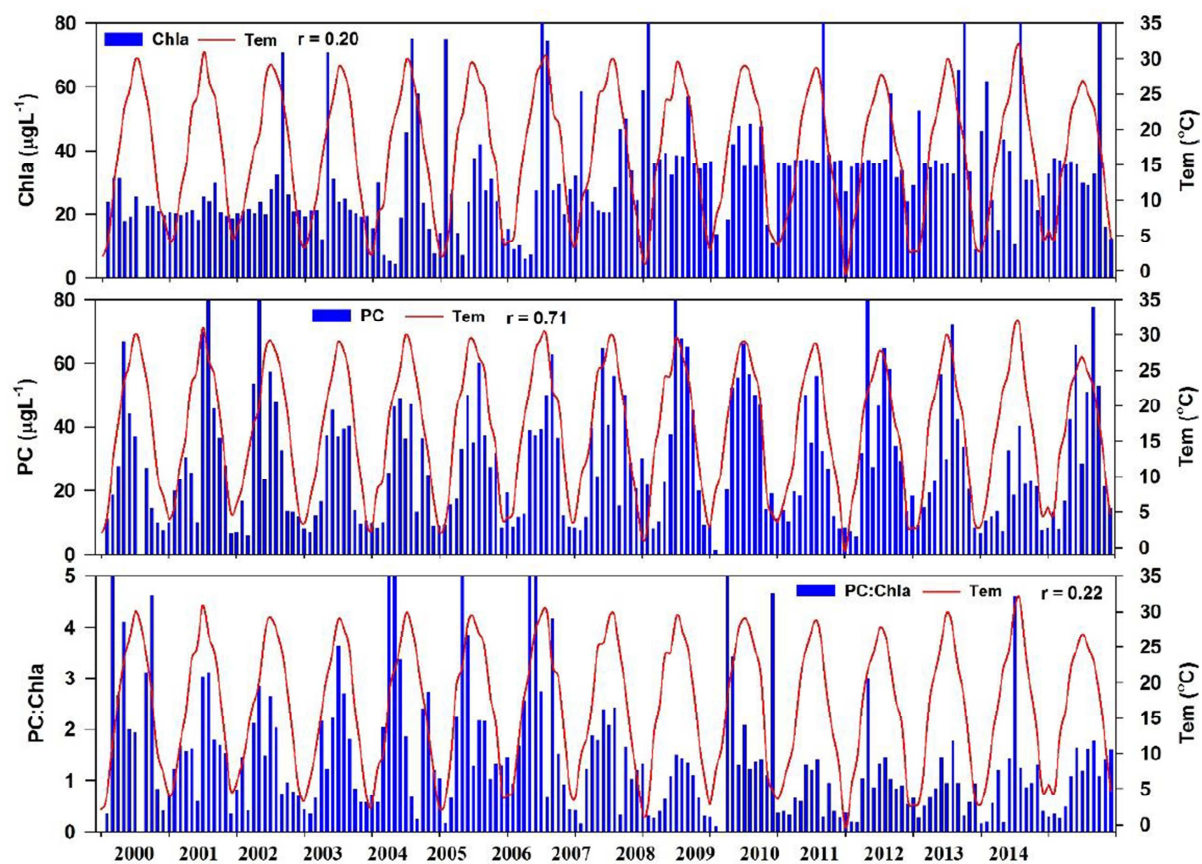 80 Chla Tem r = 0.20 35
30
60 25
20
40 15
10
20 5
0
0
Chla (µgL⁻¹)
Tem (°C)
80 PC Tem r = 0.71 35
30
60 25
20
40 15
10
20 5
0
0
PC (µgL⁻¹)
Tem (°C)
5 PC:Chla Tem r = 0.22 35
30
4 25
3 20
15
2 10
1 5
0 0
PC:Chla
Tem (°C)
2000 2001 2002 2003 2004 2005 2006 2007 2008 2009 2010 2011 2012 2013 2014